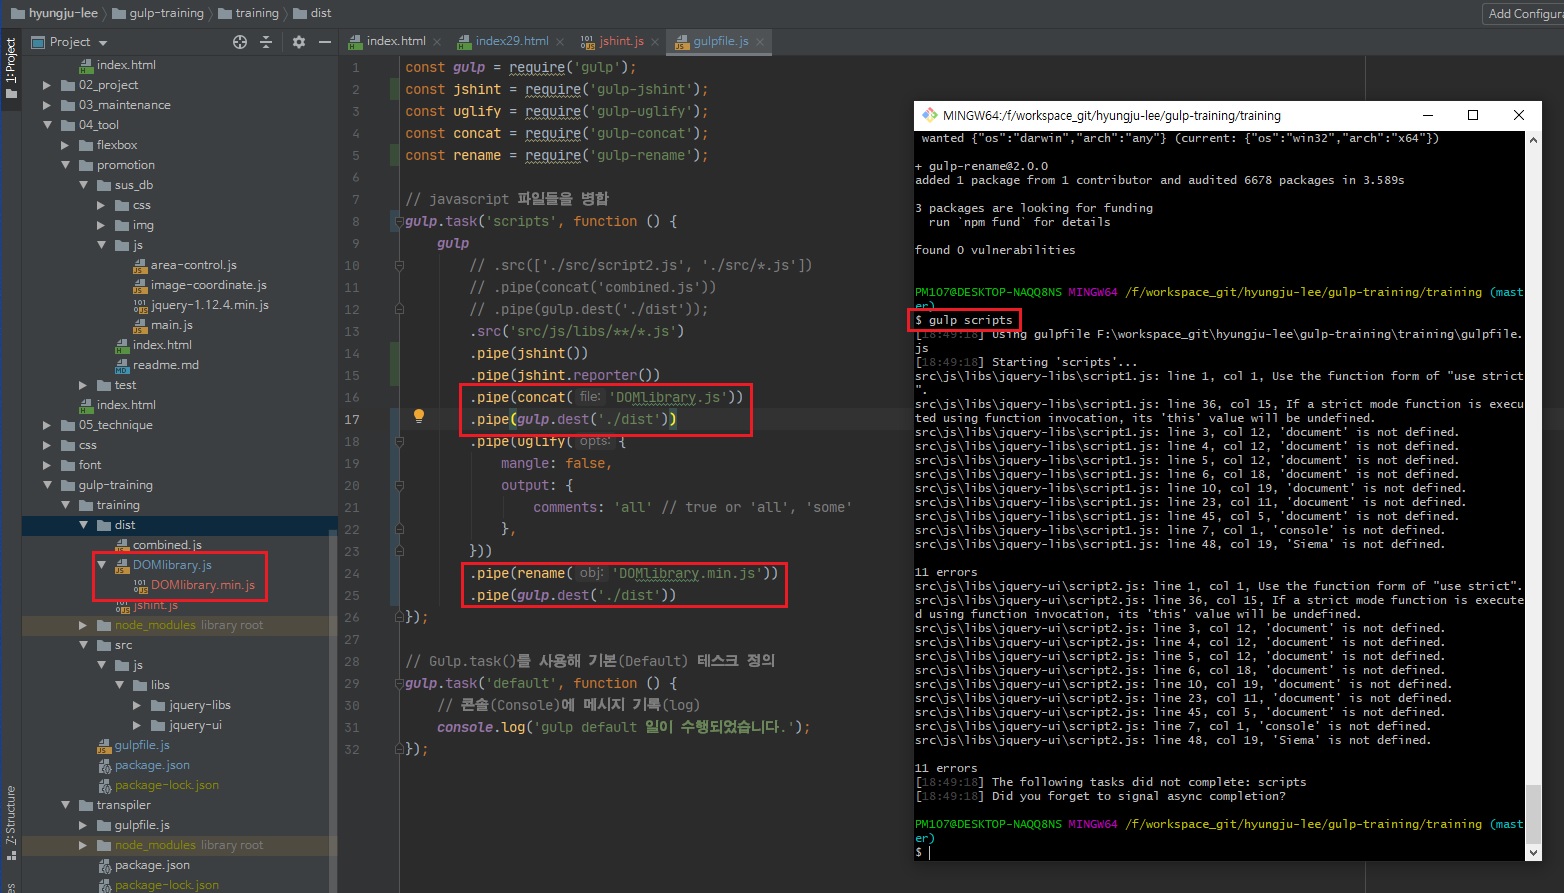 hyungju-lee gulp-training training dist
Add Configura
1: Project
Z: Structure
Project
index.html
02_project
03_maintenance
04_tool
flexbox
promotion
sus_db
css
img
js
area-control.js
image-coordinate.js
jquery-1.12.4.min.js
main.js
index.html
readme.md
test
index.html
05_technique
css
font
gulp-training
training
dist
combined.js
DOMlibrary.js
DOMlibrary.min.js
jshint.js
node_modules library root
src
js
libs
jquery-libs
jquery-ui
gulpfile.js
package.json
package-lock.json
transpiler
gulpfile.js
node_modules library root
package.json
package-lock.json
index.html index29.html jshint.js gulpfile.js
1 const gulp = require('gulp');
2 const jshint = require('gulp-jshint');
3 const uglify = require('gulp-uglify');
4 const concat = require('gulp-concat');
5 const rename = require('gulp-rename');
6
7 // javascript 파일들을 병합
8 gulp.task('scripts', function () {
9 gulp
10 // .src(['./src/script2.js', './src/*.js'])
11 // .pipe(concat('combined.js'))
12 // .pipe(gulp.dest('./dist'));
13 .src('src/js/libs/**/*.js')
14 .pipe(jshint())
15 .pipe(jshint.reporter())
16 .pipe(concat( file: 'DOMlibrary.js'))
17 .pipe(gulp.dest('./dist'))
18 .pipe(uglify( opts: {
19 mangle: false,
20 output: {
21 comments: 'all' // true or 'all', 'some'
22 },
23 }))
24 .pipe(rename( obj: 'DOMlibrary.min.js'))
25 .pipe(gulp.dest('./dist'))
26 });
27
28 // Gulp.task()를 사용해 기본(Default) 테스크 정의
29 gulp.task('default', function () {
30 // 콘솔(Console)에 메시지 기록(log)
31 console.log('gulp default 일이 수행되었습니다.');
32 });
MINGW64:/f/workspace_git/hyungju-lee/gulp-training/training
wanted {"os":"darwin","arch":"any"} (current: {"os":"win32","arch":"x64"})
+ gulp-rename@2.0.0
added 1 package from 1 contributor and audited 6678 packages in 3.589s
3 packages are looking for funding
run `npm fund` for details
found 0 vulnerabilities
PM107@DESKTOP-NAQQ8NS MINGW64 /f/workspace_git/hyungju-lee/gulp-training/training (mast
er)
$ gulp scripts
[18:49:18] Using gulpfile F:\workspace_git\hyungju-lee\gulp-training\training\gulpfile.
js
[18:49:18] Starting 'scripts'...
src\js\libs\jquery-libs\script1.js: line 1, col 1, Use the function form of "use strict
".
src\js\libs\jquery-libs\script1.js: line 36, col 15, If a strict mode function is execu
ted using function invocation, its 'this' value will be undefined.
src\js\libs\jquery-libs\script1.js: line 3, col 12, 'document' is not defined.
src\js\libs\jquery-libs\script1.js: line 4, col 12, 'document' is not defined.
src\js\libs\jquery-libs\script1.js: line 5, col 12, 'document' is not defined.
src\js\libs\jquery-libs\script1.js: line 6, col 18, 'document' is not defined.
src\js\libs\jquery-libs\script1.js: line 10, col 19, 'document' is not defined.
src\js\libs\jquery-libs\script1.js: line 23, col 11, 'document' is not defined.
src\js\libs\jquery-libs\script1.js: line 45, col 5, 'document' is not defined.
src\js\libs\jquery-libs\script1.js: line 7, col 1, 'console' is not defined.
src\js\libs\jquery-libs\script1.js: line 48, col 19, 'Siema' is not defined.
11 errors
src\js\libs\jquery-ui\script2.js: line 1, col 1, Use the function form of "use strict".
src\js\libs\jquery-ui\script2.js: line 36, col 15, If a strict mode function is execute
d using function invocation, its 'this' value will be undefined.
src\js\libs\jquery-ui\script2.js: line 3, col 12, 'document' is not defined.
src\js\libs\jquery-ui\script2.js: line 4, col 12, 'document' is not defined.
src\js\libs\jquery-ui\script2.js: line 5, col 12, 'document' is not defined.
src\js\libs\jquery-ui\script2.js: line 6, col 18, 'document' is not defined.
src\js\libs\jquery-ui\script2.js: line 10, col 19, 'document' is not defined.
src\js\libs\jquery-ui\script2.js: line 23, col 11, 'document' is not defined.
src\js\libs\jquery-ui\script2.js: line 45, col 5, 'document' is not defined.
src\js\libs\jquery-ui\script2.js: line 7, col 1, 'console' is not defined.
src\js\libs\jquery-ui\script2.js: line 48, col 19, 'Siema' is not defined.
11 errors
[18:49:18] The following tasks did not complete: scripts
[18:49:18] Did you forget to signal async completion?
PM107@DESKTOP-NAQQ8NS MINGW64 /f/workspace_git/hyungju-lee/gulp-training/training (mast
er)
$